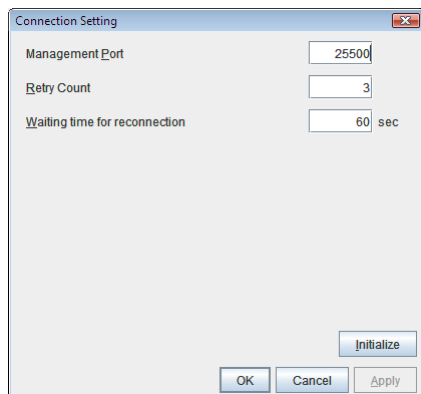 Connection Setting
Management Port 25500
Retry Count 3
Waiting time for reconnection 60 sec
Initialize
OK Cancel Apply